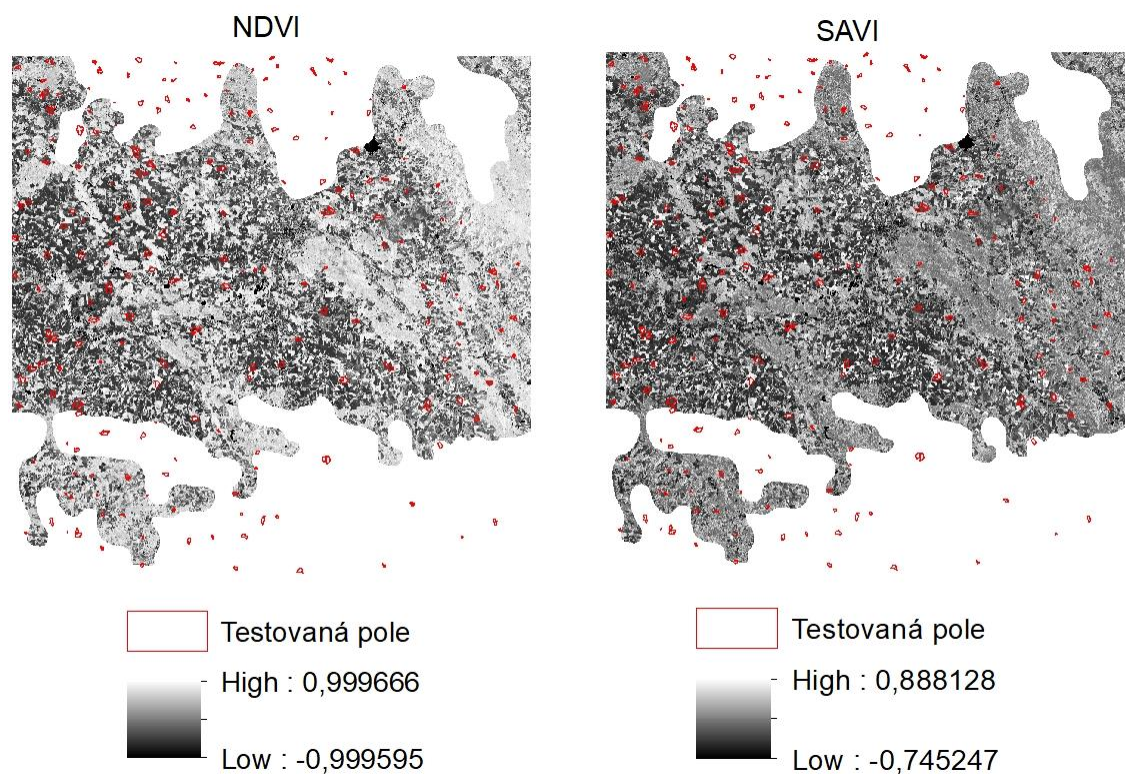 NDVI
SAVI
Testovaná pole
High : 0,999666
Low : -0,999595
Testovaná pole
High : 0,888128
Low : -0,745247